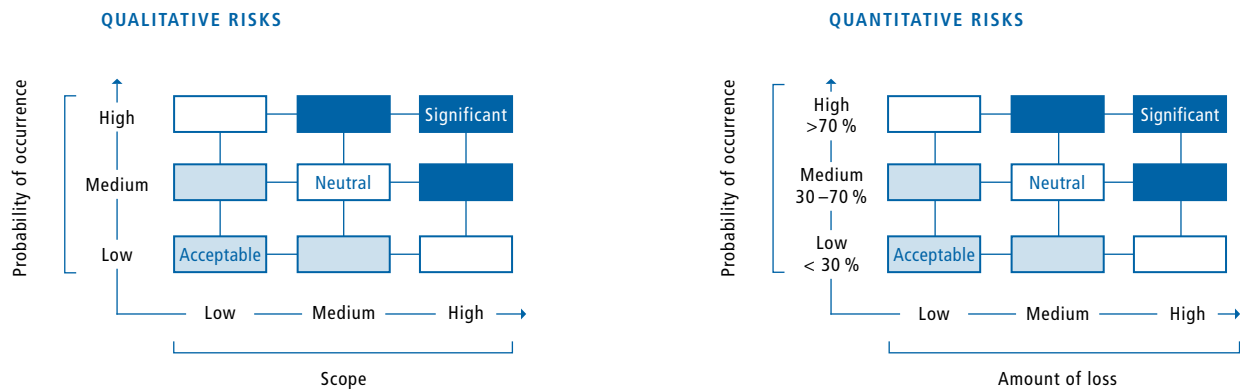 QUALITATIVE RISKS
Probability of occurrence
High
Significant
Medium
Neutral
Low
Acceptable
Low
Medium
High
Scope
QUANTITATIVE RISKS
Probability of occurrence
High
>70 %
Significant
Medium
30 –70 %
Neutral
Low
< 30 %
Acceptable
Low
Medium
High
Amount of loss